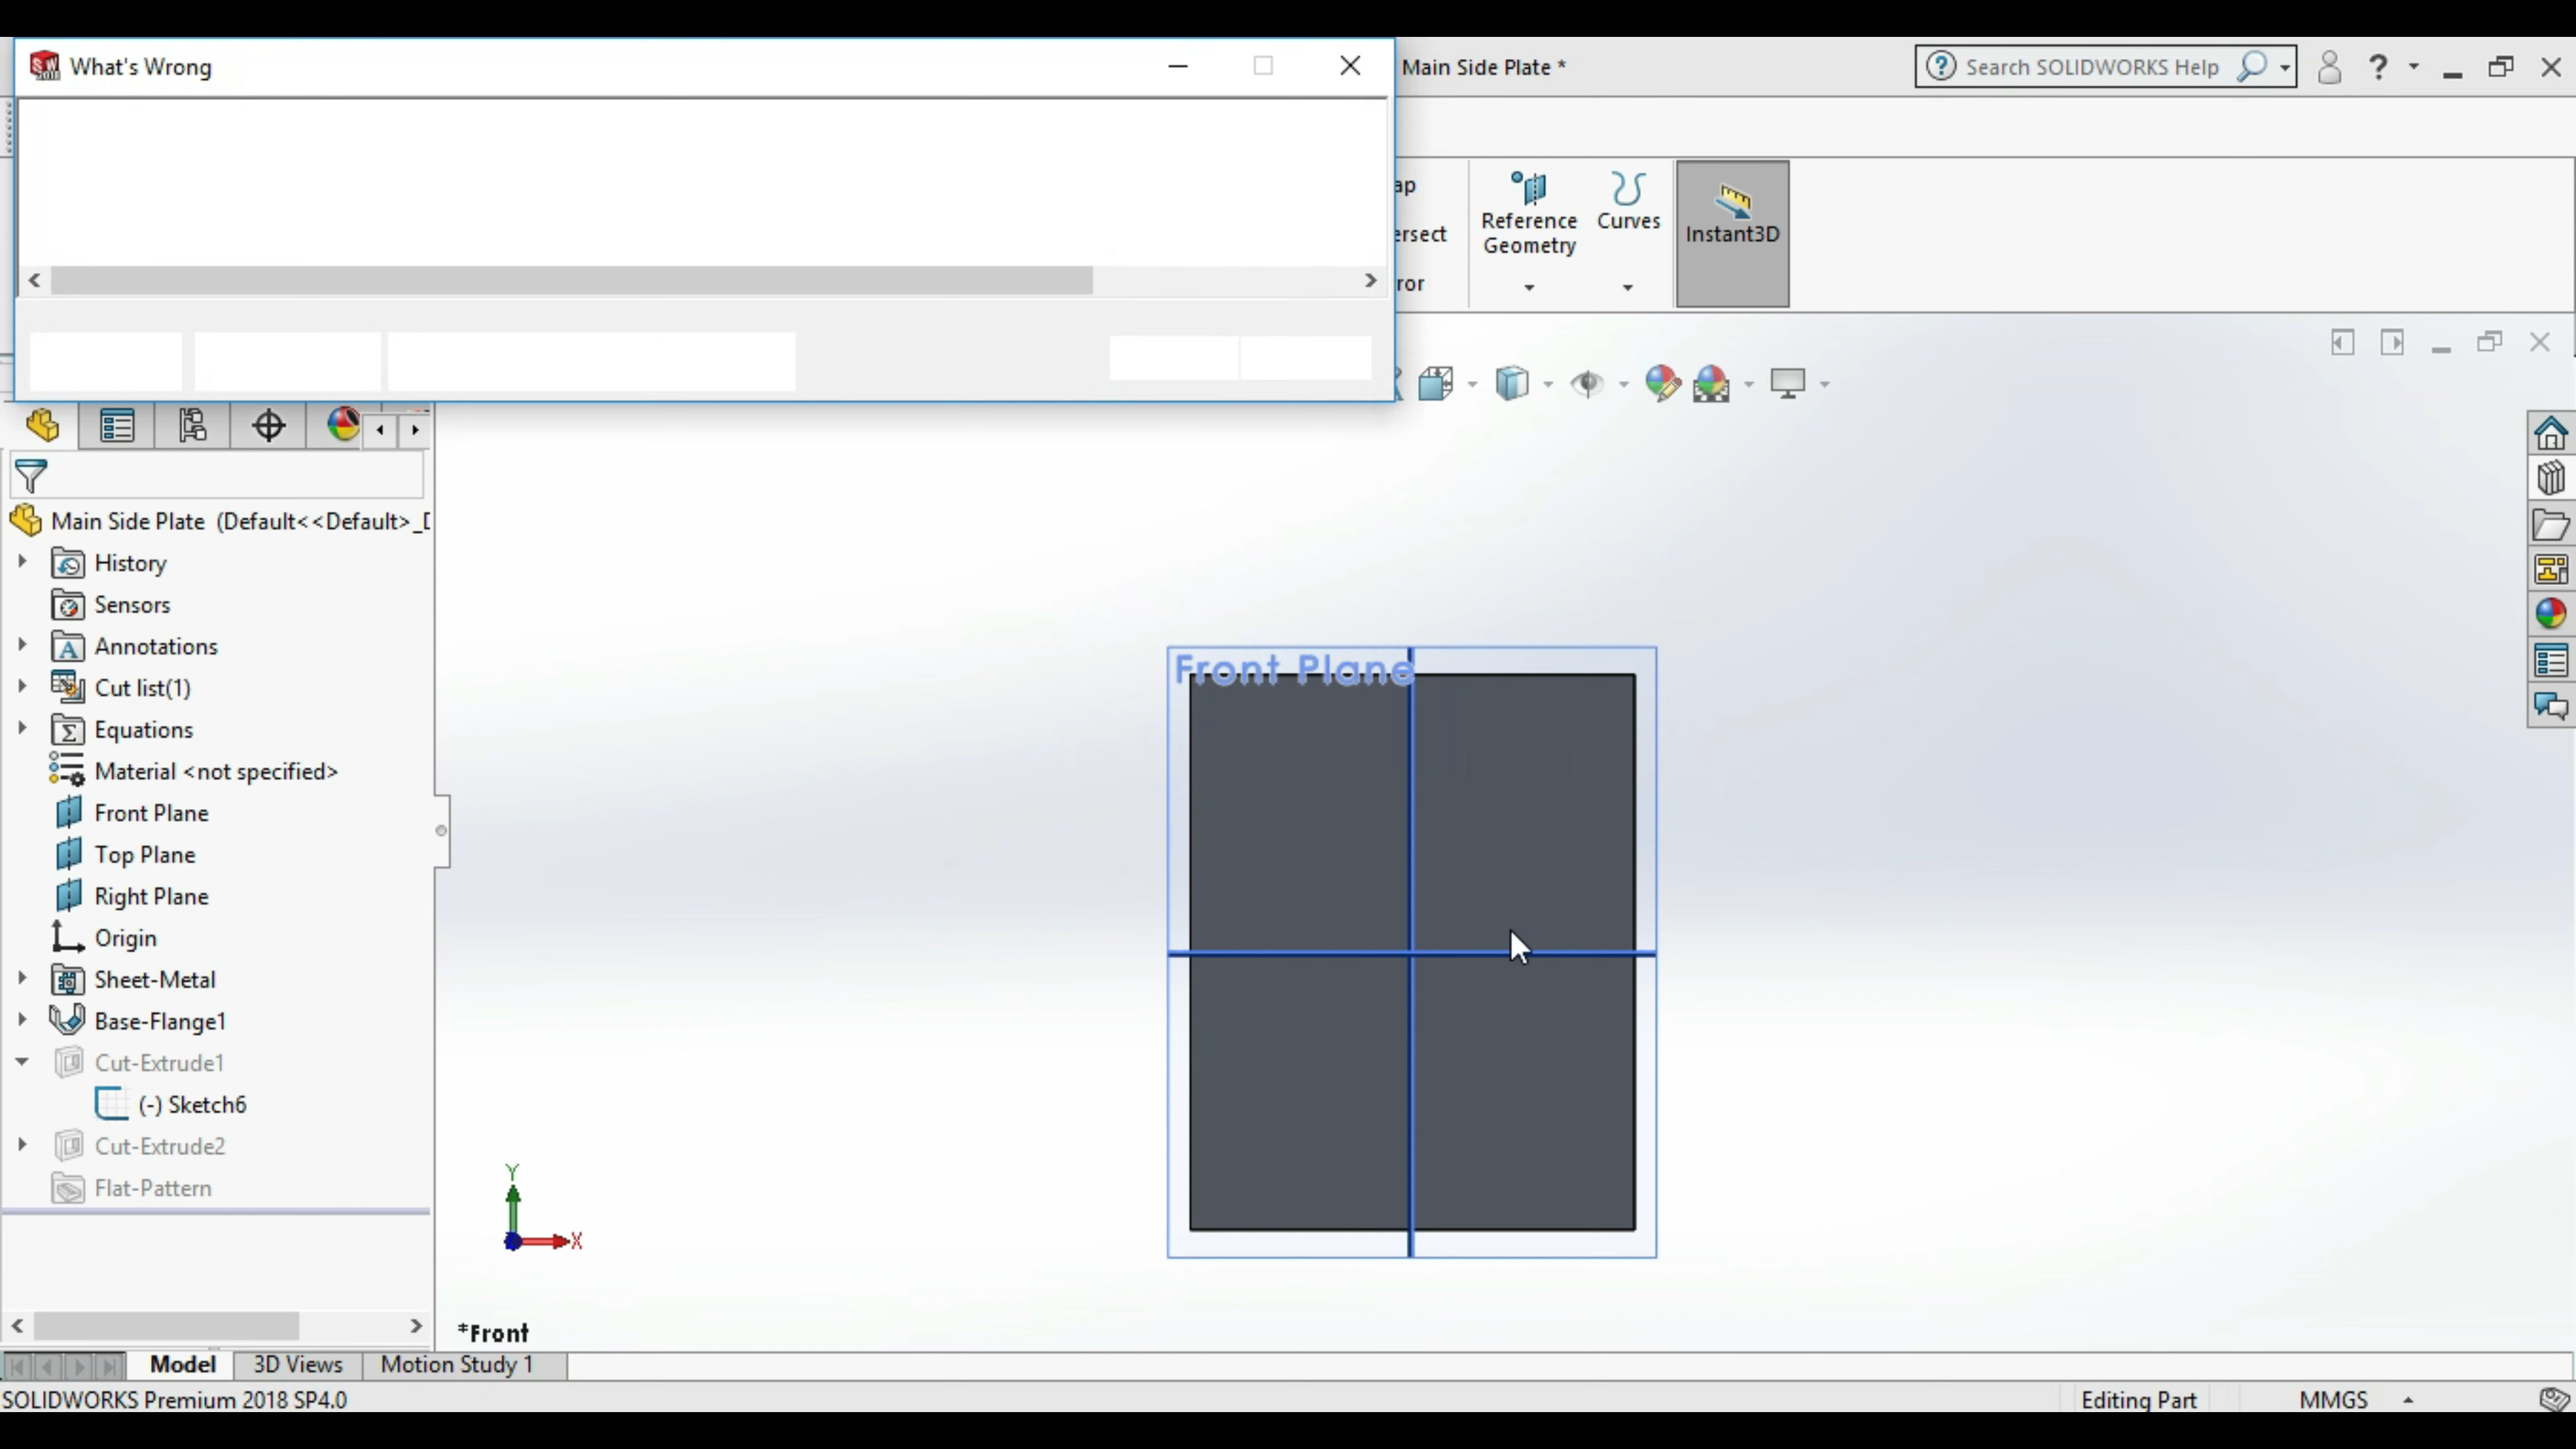 What's Wrong
Main Side Plate *
Search SOLIDWORKS Help
ap
ersect
ror
Reference
Geometry
Curves
Instant3D
Main Side Plate (Default<<Default>_D
History
Sensors
Annotations
Cut list(1)
Equations
Material <not specified>
Front Plane
Top Plane
Right Plane
Origin
Sheet-Metal
Base-Flange1
Cut-Extrude1
(-) Sketch6
Cut-Extrude2
Flat-Pattern
Front Plane
Y
X
*Front
Model
3D Views
Motion Study 1
SOLIDWORKS Premium 2018 SP4.0
Editing Part
MMGS